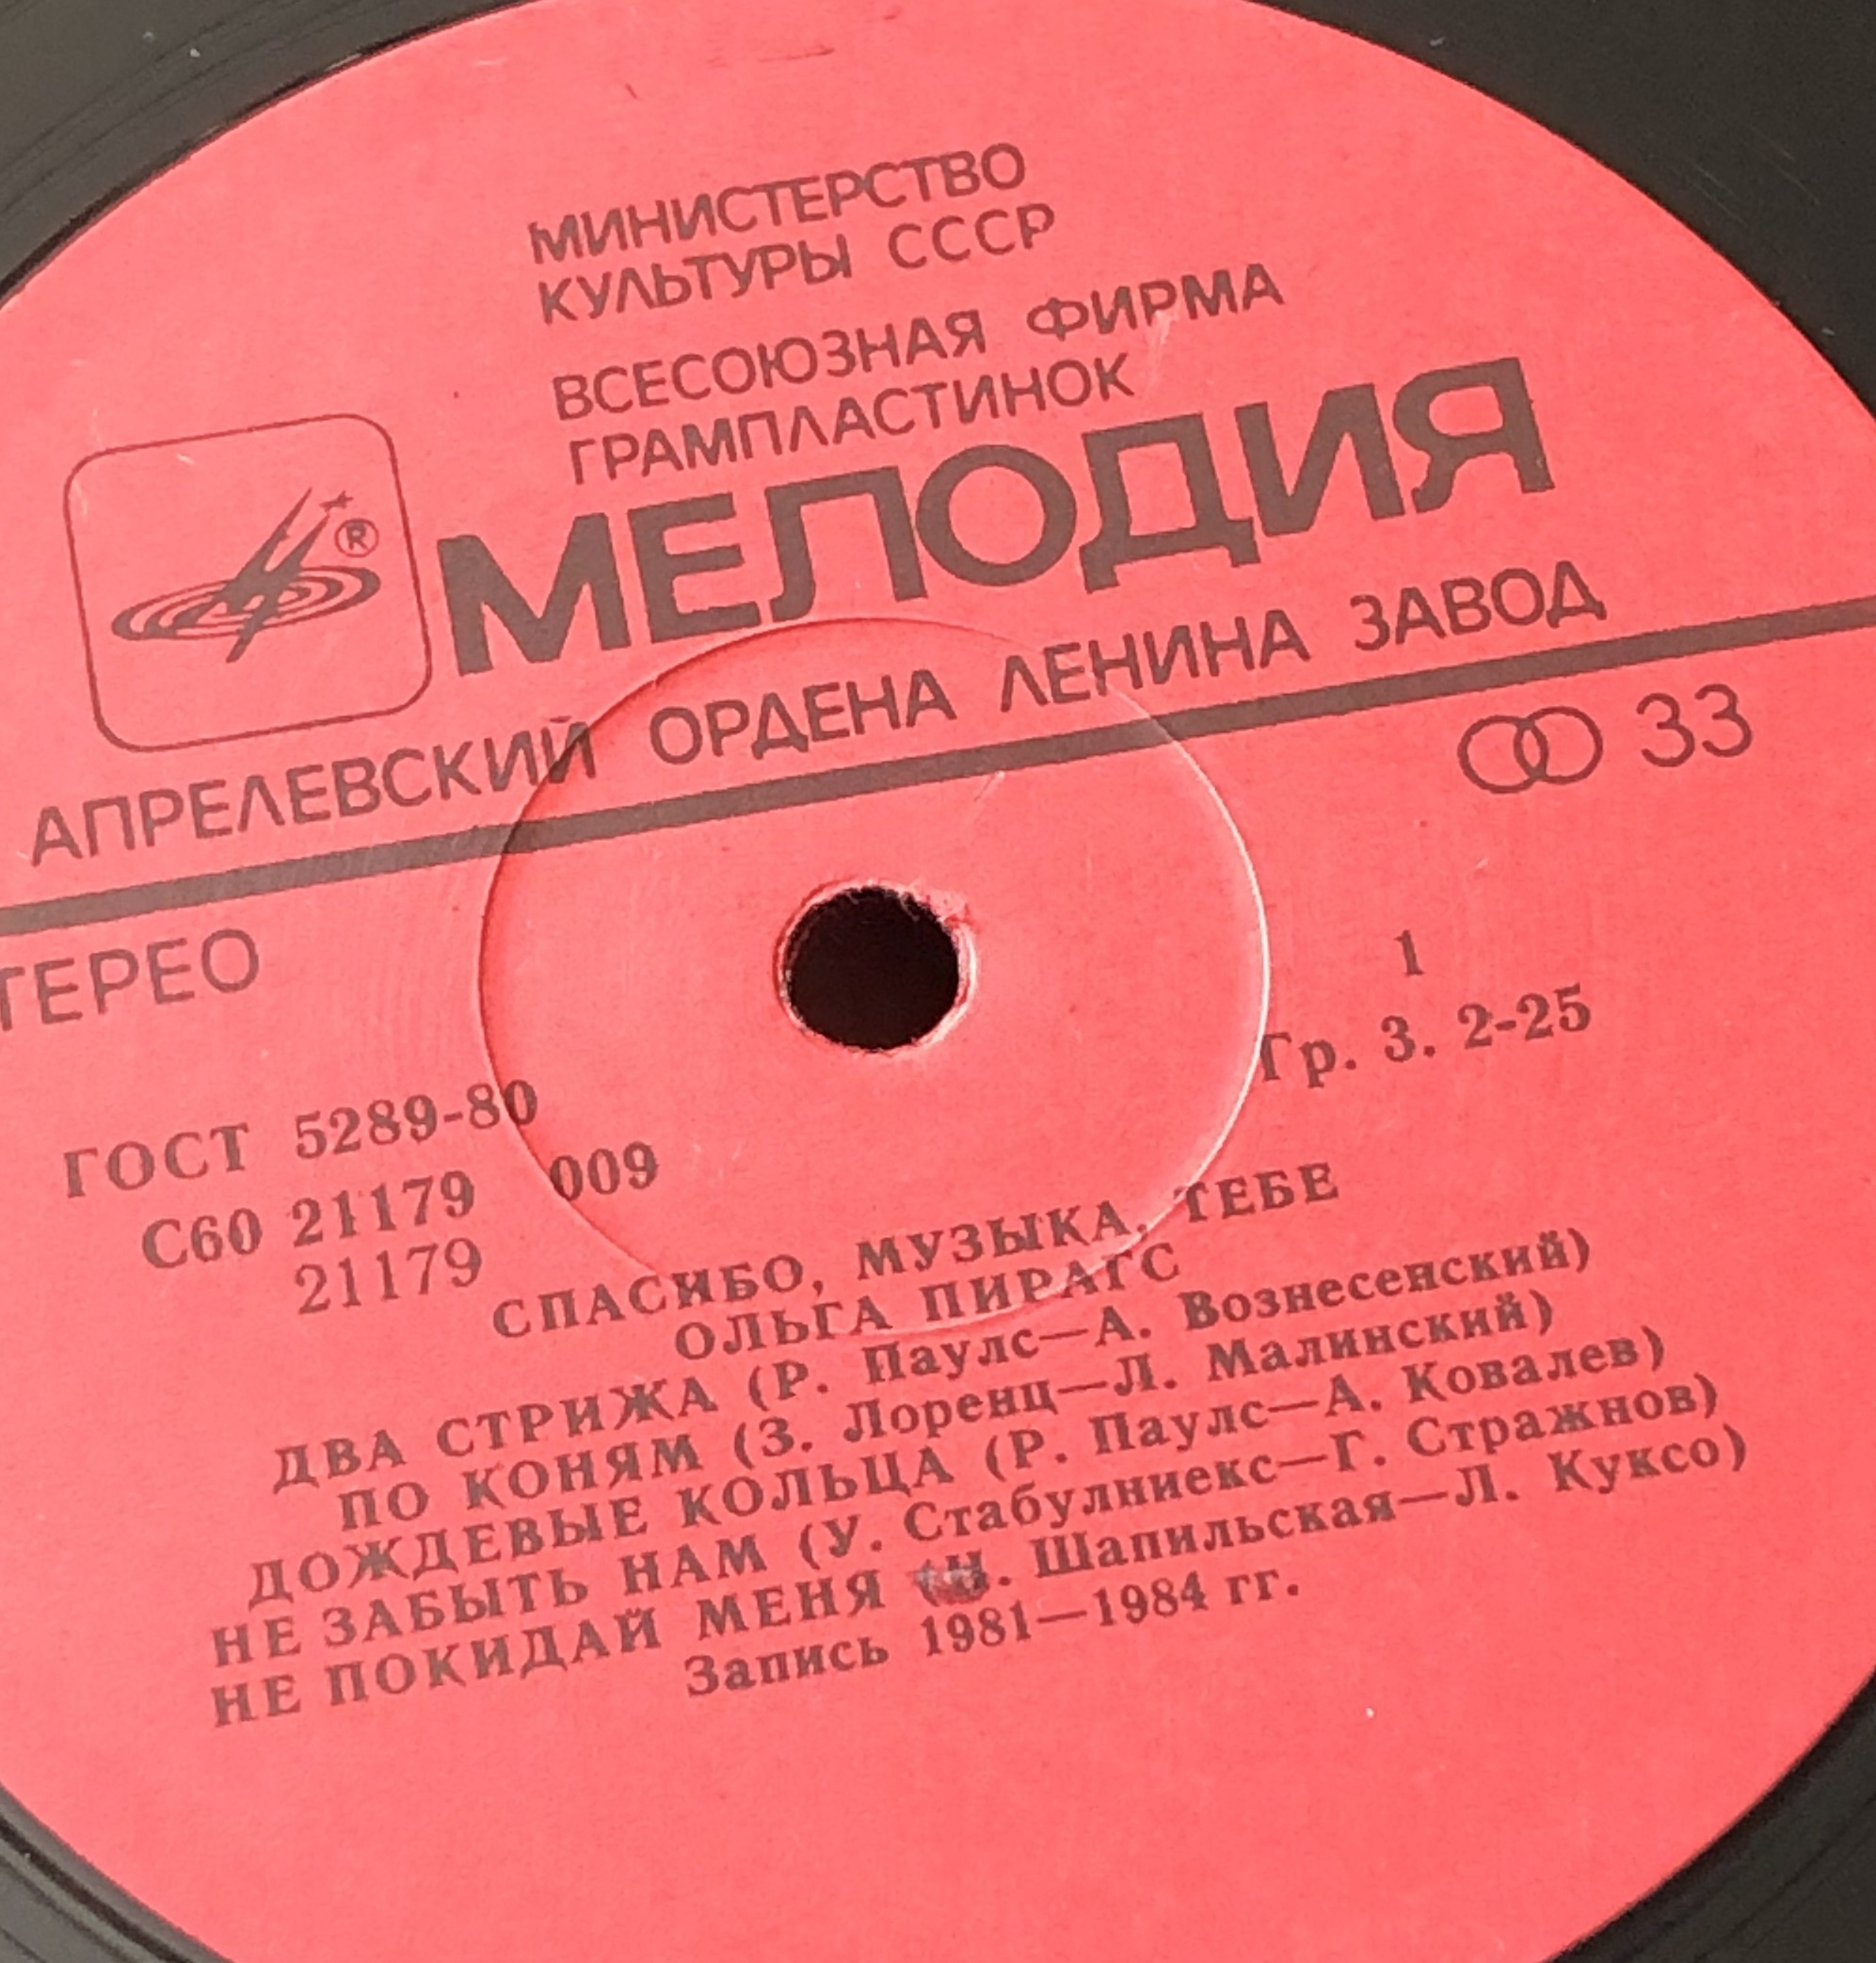 МИНИСТЕРСТВО
КУЛЬТУРЫ СССР
ВСЕСОЮЗНАЯ ФИРМА
ГРАМПЛАСТИНОК
МЕЛОДИЯ
®
АПРЕЛЕВСКИЙ ОРДЕНА ЛЕНИНА ЗАВОД
ТЕРЕО
33
1
Гр. 3. 2-25
ГОСТ 5289-80
С60 21179 009
21179
СПАСИБО, МУЗЫКА, ТЕБЕ
ОЛЬГА ПИРАГС
ДВА СТРИЖА (Р. Паулс—А. Вознесенский)
ПО КОНЯМ (З. Лоренц—Л. Малинский)
ДОЖДЕВЫЕ КОЛЬЦА (Р. Паулс—А. Ковалев)
НЕ ЗАБЫТЬ НАМ (У. Стабулниекс—Г. Стражнов)
НЕ ПОКИДАЙ МЕНЯ Шапильская—Л. Куксо)
Запись 1981—1984 гг.